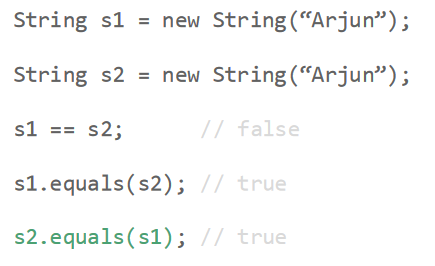 String s1 = new String(“Arjun”);
String s2 = new String(“Arjun”);
s1 == s2; // false
s1.equals(s2); // true
s2.equals(s1); // true